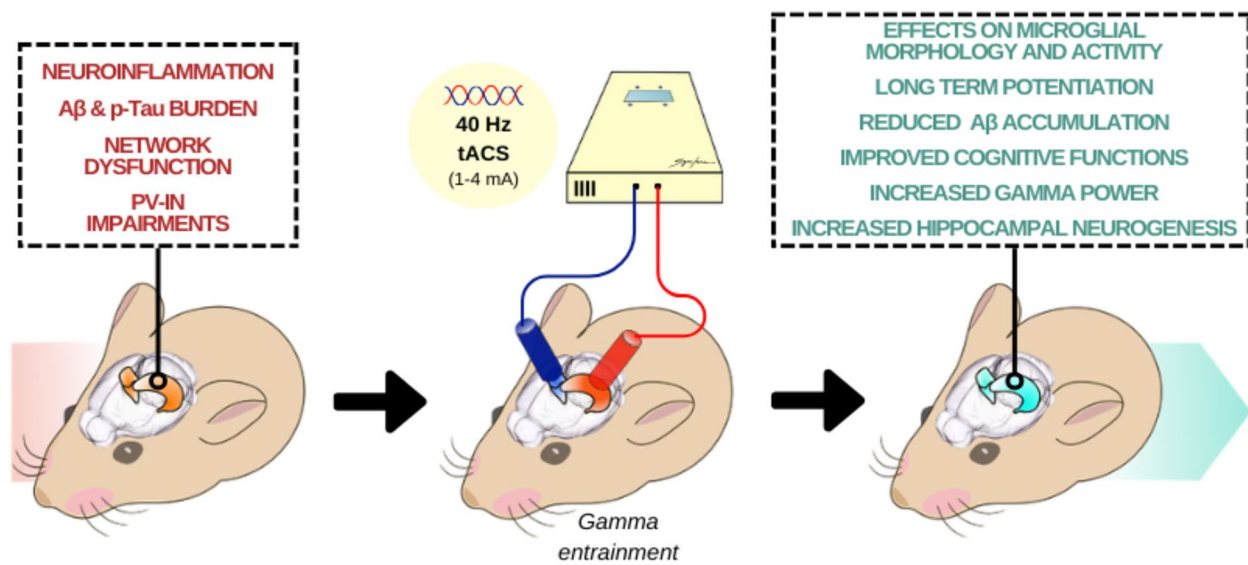 NEUROINFLAMMATION
Aβ & p-Tau BURDEN
NETWORK
DYSFUNCTION
PV-IN
IMPAIRMENTS
40 Hz
tACS
(1-4 mA)
Gamma
entrainment
EFFECTS ON MICROGLIAL
MORPHOLOGY AND ACTIVITY
LONG TERM POTENTIATION
REDUCED Aβ ACCUMULATION
IMPROVED COGNITIVE FUNCTIONS
INCREASED GAMMA POWER
INCREASED HIPPOCAMPAL NEUROGENESIS